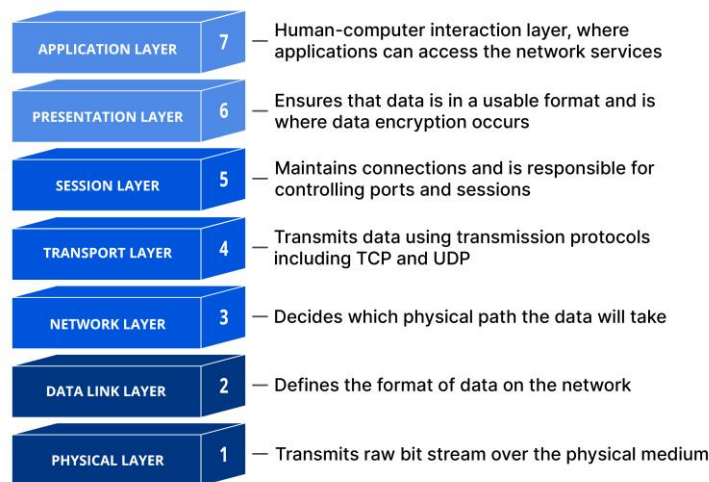 APPLICATION LAYER 7 — Human-computer interaction layer, where
applications can access the network services
PRESENTATION LAYER 6 — Ensures that data is in a usable format and is
where data encryption occurs
SESSION LAYER 5 — Maintains connections and is responsible for
controlling ports and sessions
TRANSPORT LAYER 4 — Transmits data using transmission protocols
including TCP and UDP
NETWORK LAYER 3 — Decides which physical path the data will take
DATA LINK LAYER 2 — Defines the format of data on the network
PHYSICAL LAYER 1 — Transmits raw bit stream over the physical medium